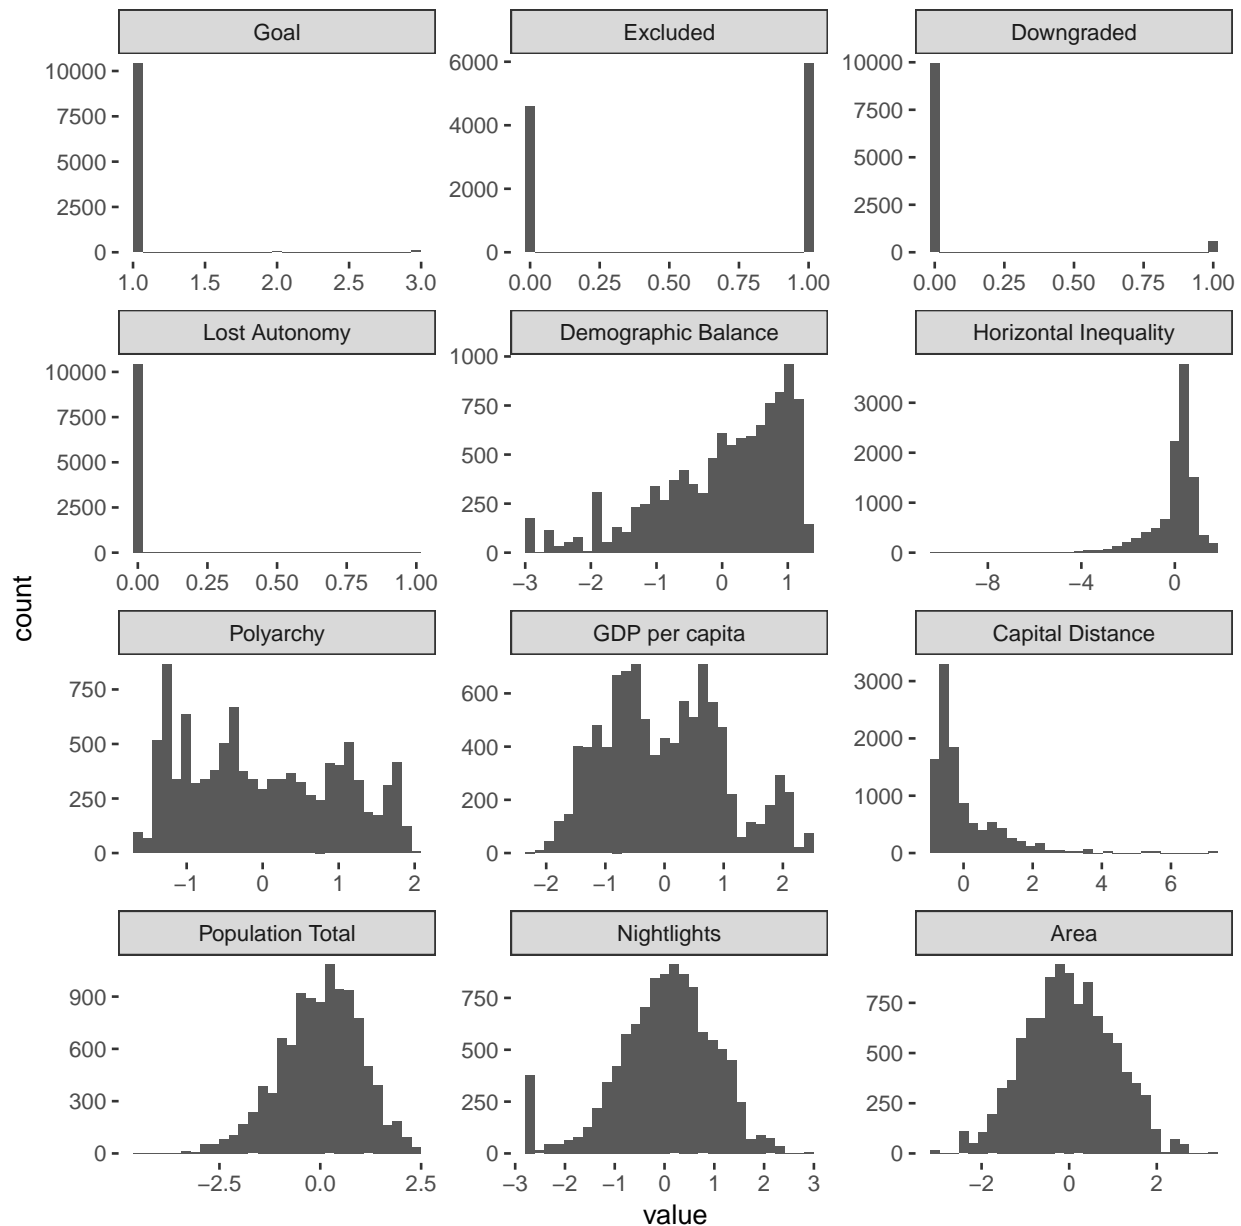 Goal
Excluded
Downgraded
10000
7500
5000
2500
0
1.0 1.5 2.0 2.5 3.0
6000
4000
2000
0
0.00 0.25 0.50 0.75 1.00
10000
7500
5000
2500
0
0.00 0.25 0.50 0.75 1.00
Lost Autonomy
Demographic Balance
Horizontal Inequality
10000
7500
5000
2500
0
0.00 0.25 0.50 0.75 1.00
1000
750
500
250
0
−3 −2 −1 0 1
3000
2000
1000
0
−8 −4 0
count
Polyarchy
GDP per capita
Capital Distance
750
500
250
0
−1 0 1 2
600
400
200
0
−2 −1 0 1 2
3000
2000
1000
0
0 2 4 6
Population Total
Nightlights
Area
900
600
300
0
−2.5 0.0 2.5
750
500
250
0
−3 −2 −1 0 1 2 3
750
500
250
0
−2 0 2
value